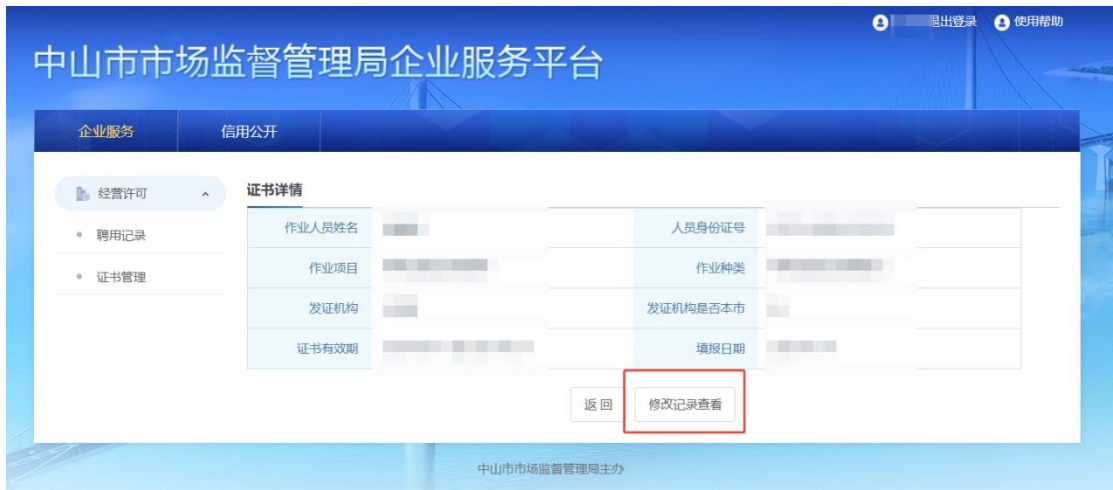 退出登录 使用帮助
中山市市场监督管理局企业服务平台
企业服务 信用公开
经营许可 证书详情
作业人员姓名 人员身份证号
聘用记录
作业项目 作业种类
证书管理
发证机构 发证机构是否本市
证书有效期 填报日期
返回 修改记录查看
中山市市场监督管理局主办